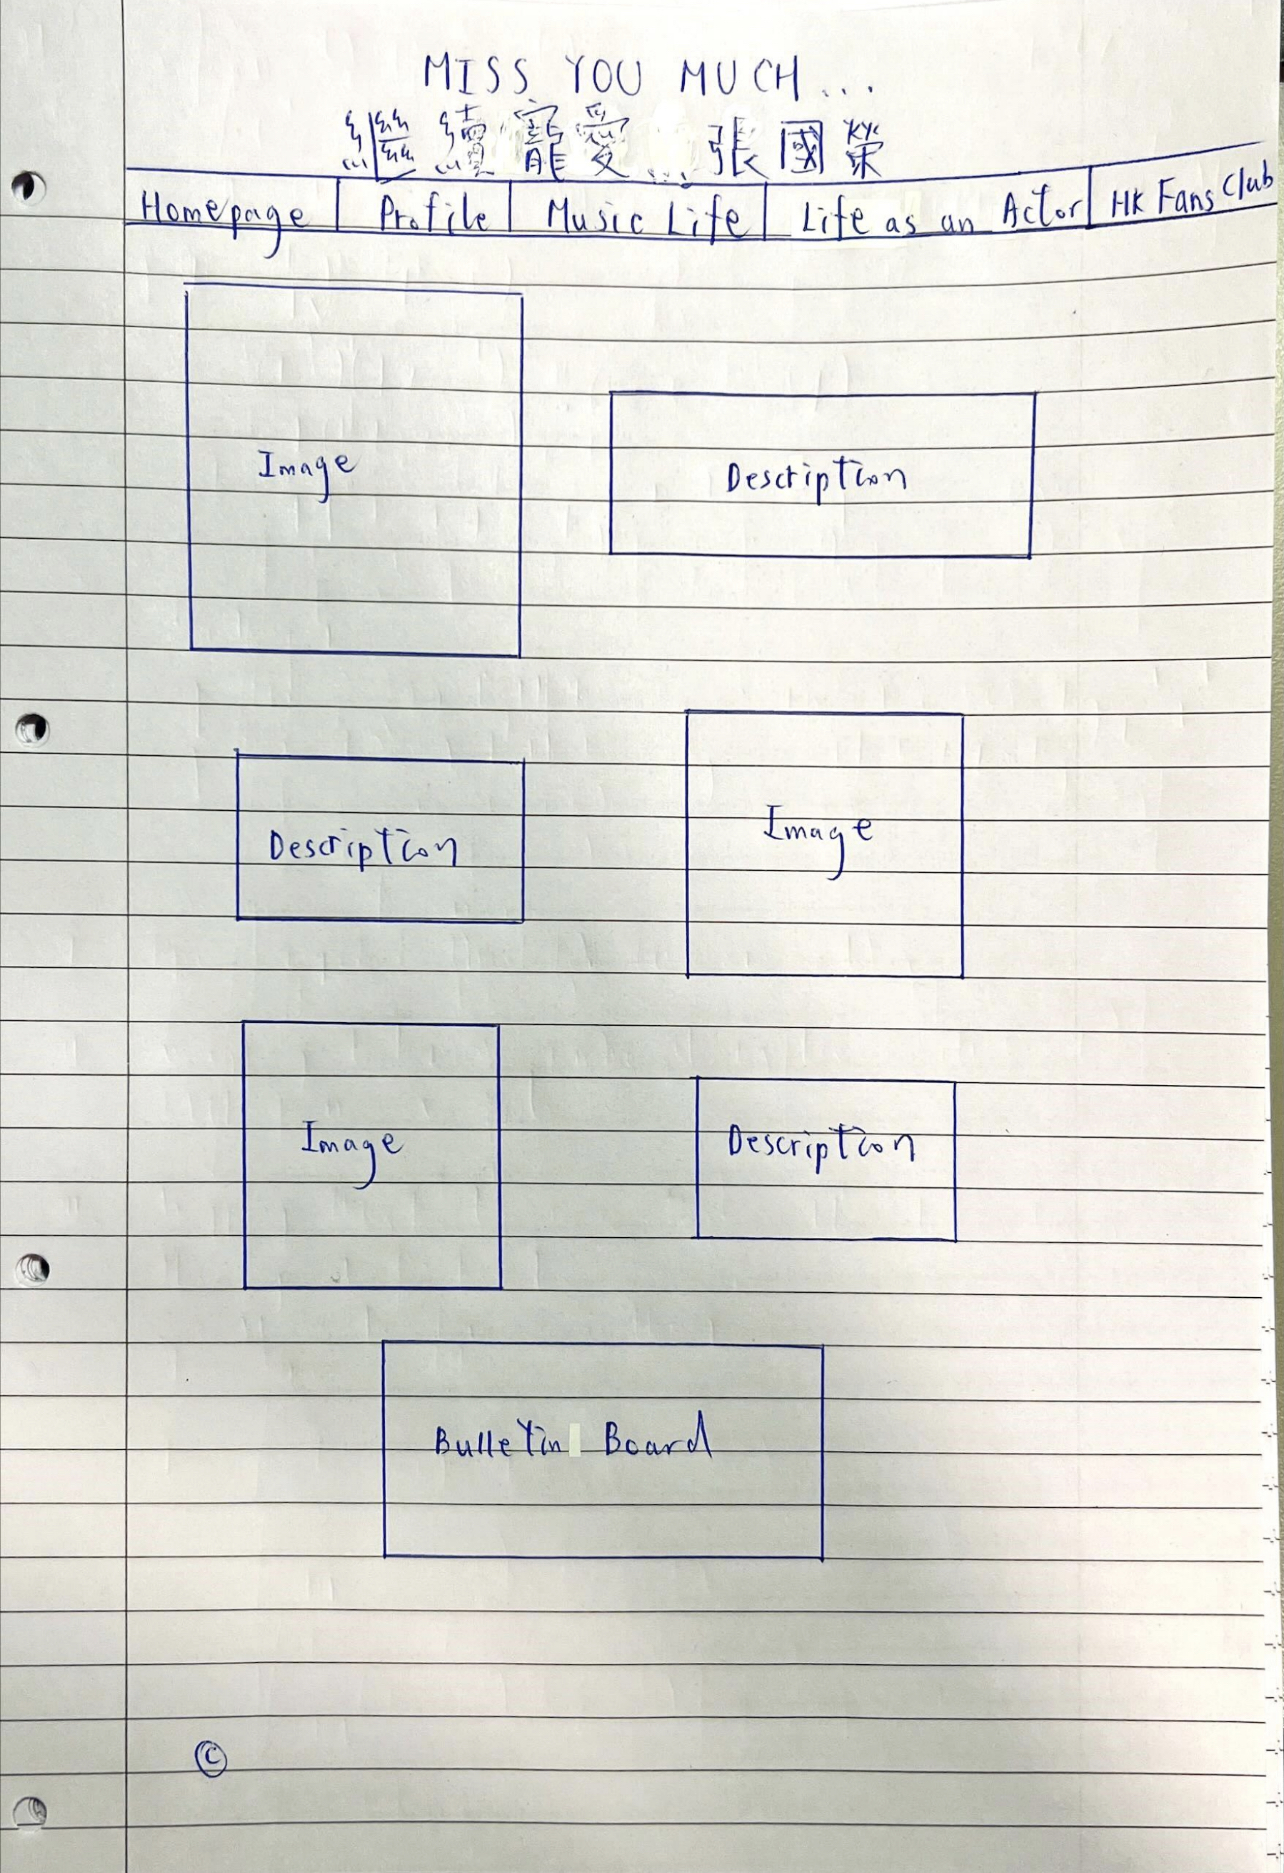 MISS YOU MUCH...
繼續寵愛...張國榮
Homepage Profile Music Life Life as an Actor HK Fans Club
Image
Description
Description
Image
Image
Description
Bulletin Board
©